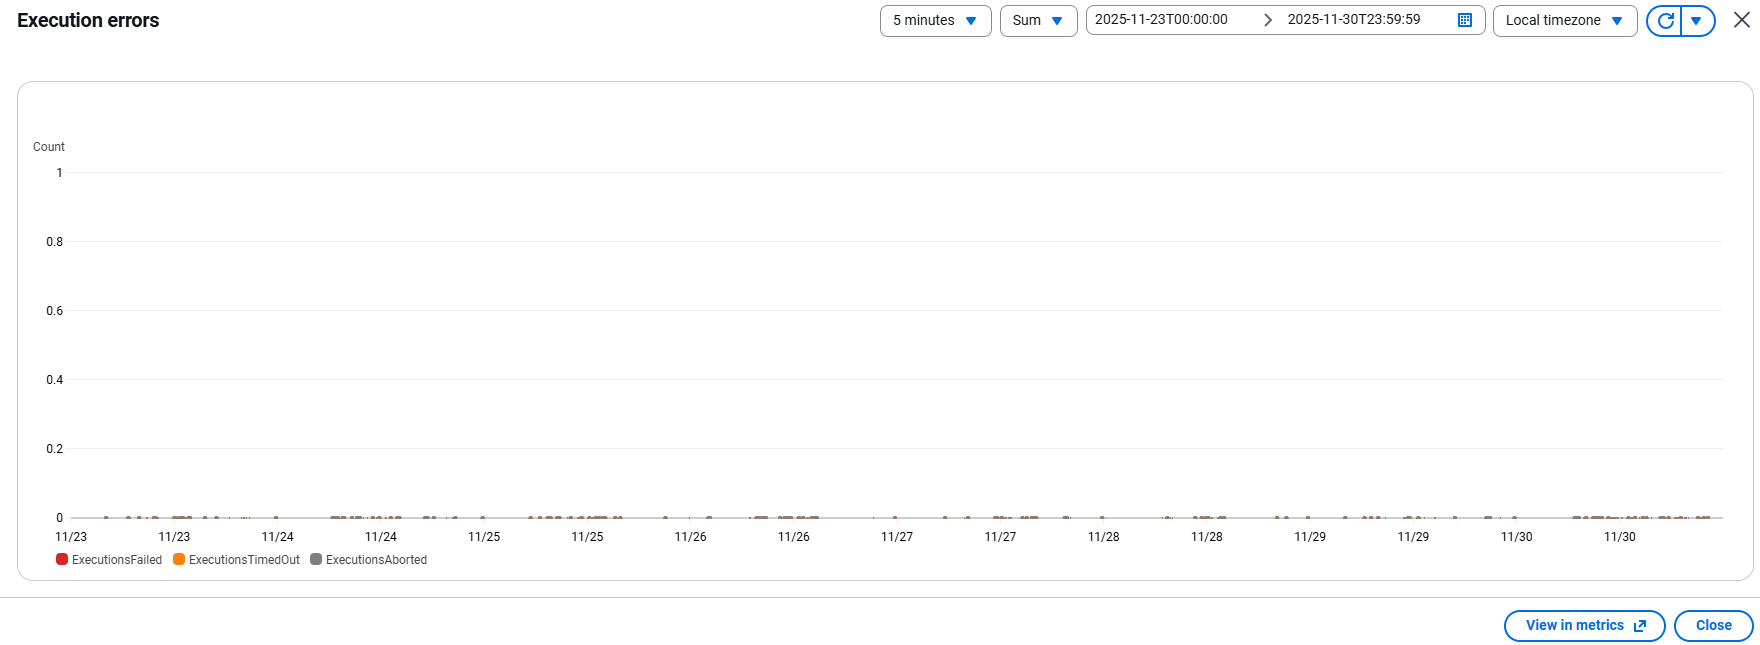 Execution errors
5 minutes
Sum
2025-11-23T00:00:00
2025-11-30T23:59:59
Local timezone
Count
1
0.8
0.6
0.4
0.2
0
11/23 11/23 11/24 11/24 11/25 11/25 11/26 11/26 11/27 11/27 11/28 11/28 11/29 11/29 11/30 11/30
ExecutionsFailed ExecutionsTimedOut ExecutionsAborted
View in metrics
Close